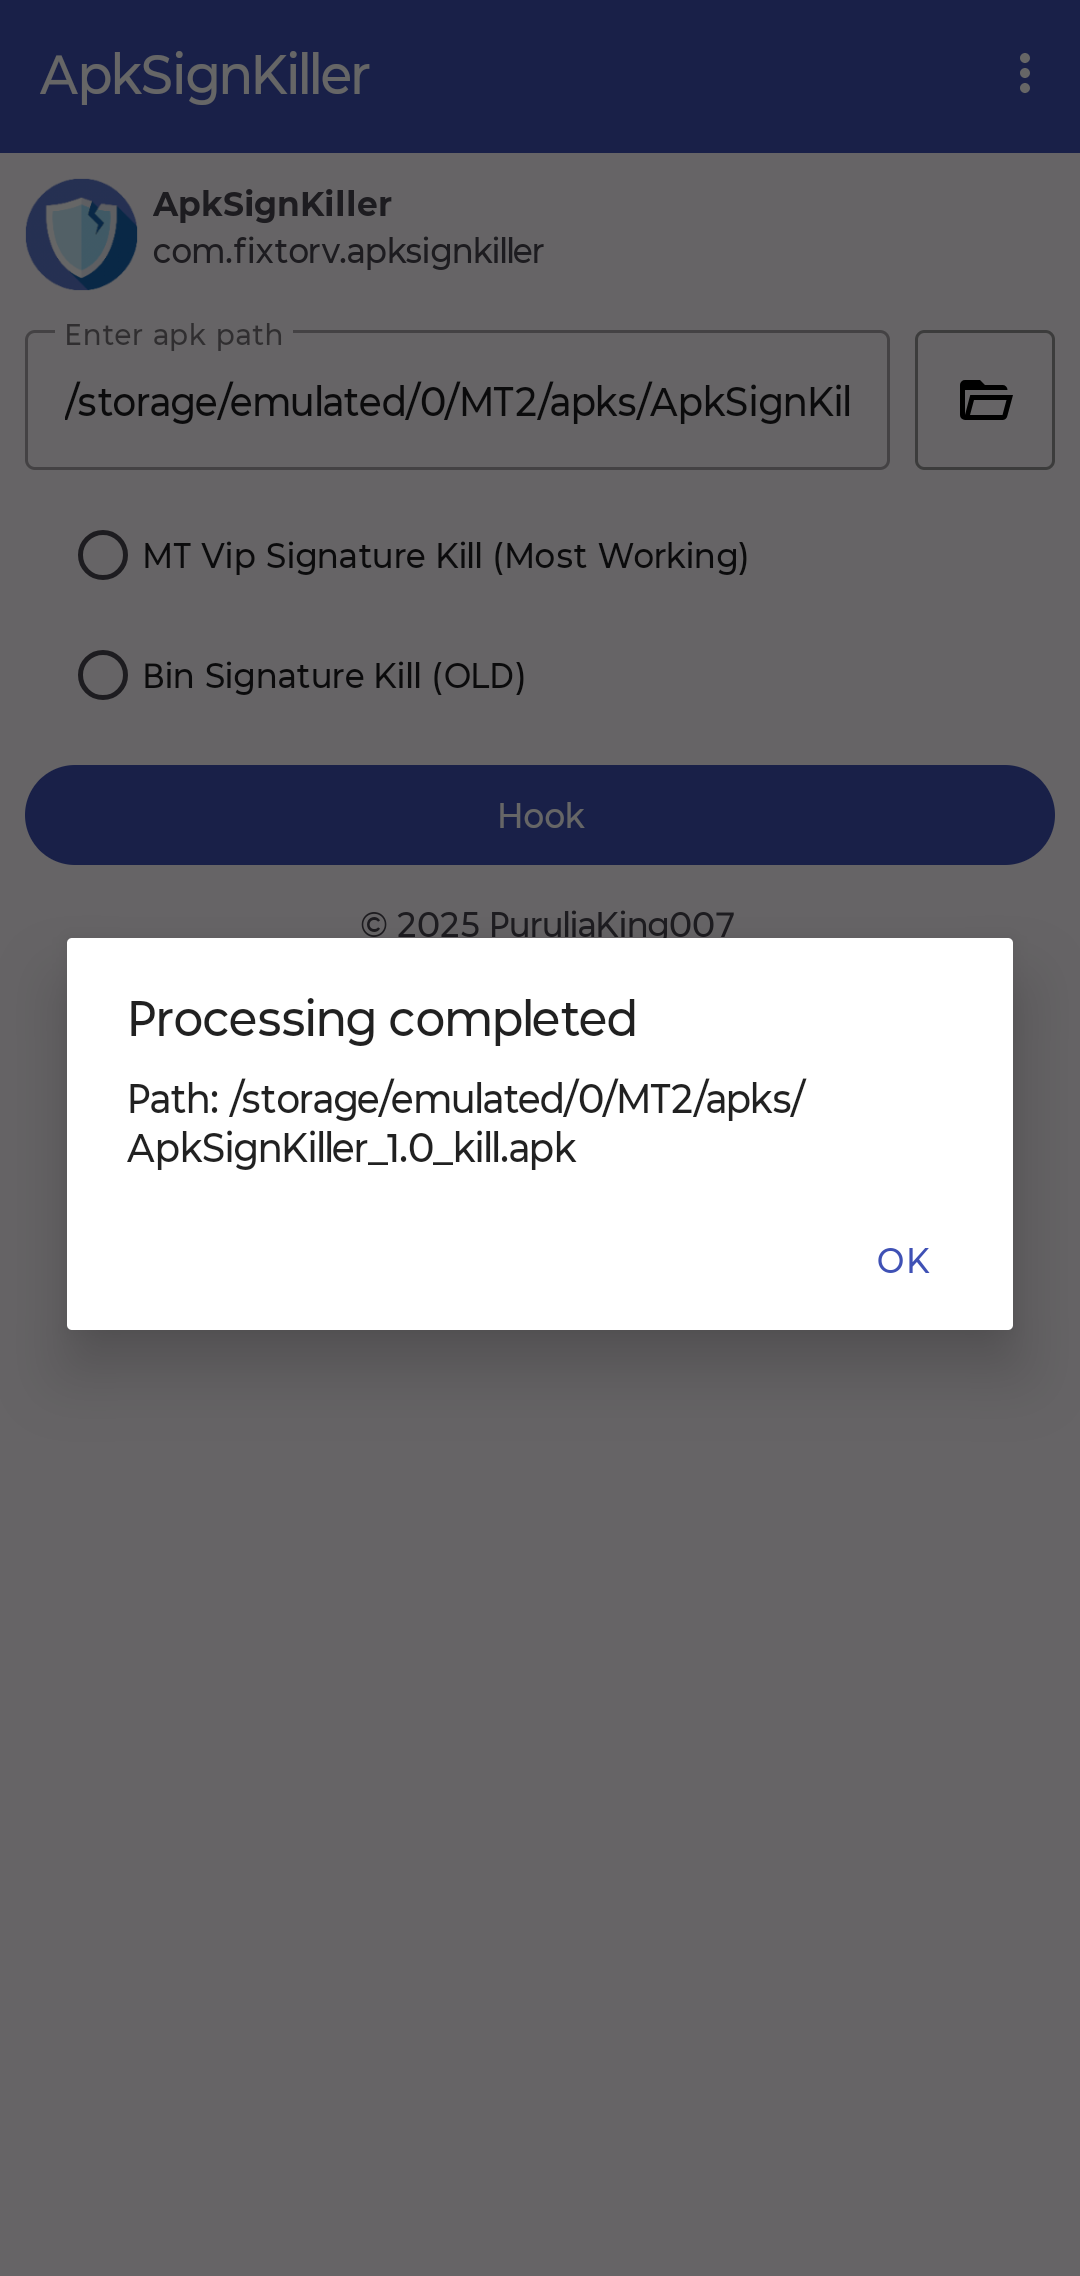 ApkSignKiller
ApkSignKiller
com.fixtorv.apksignkiller
Enter apk path
/storage/emulated/0/MT2/apks/ApkSignKil
MT Vip Signature Kill (Most Working)
Bin Signature Kill (OLD)
Hook
© 2025 PuruliaKing007
Processing completed
Path: /storage/emulated/0/MT2/apks/
ApkSignKiller_1.0_kill.apk
OK